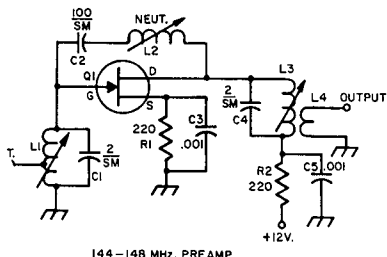 100
SM
C2
NEUT.
L2
Q1
D
G
S
L3
2
SM
C4
L4
OUTPUT
T.
L1
2
SM
C1
220
R1
C3
.001
R2
220
C5
.001
+12V.
144-148 MHz. PREAMP